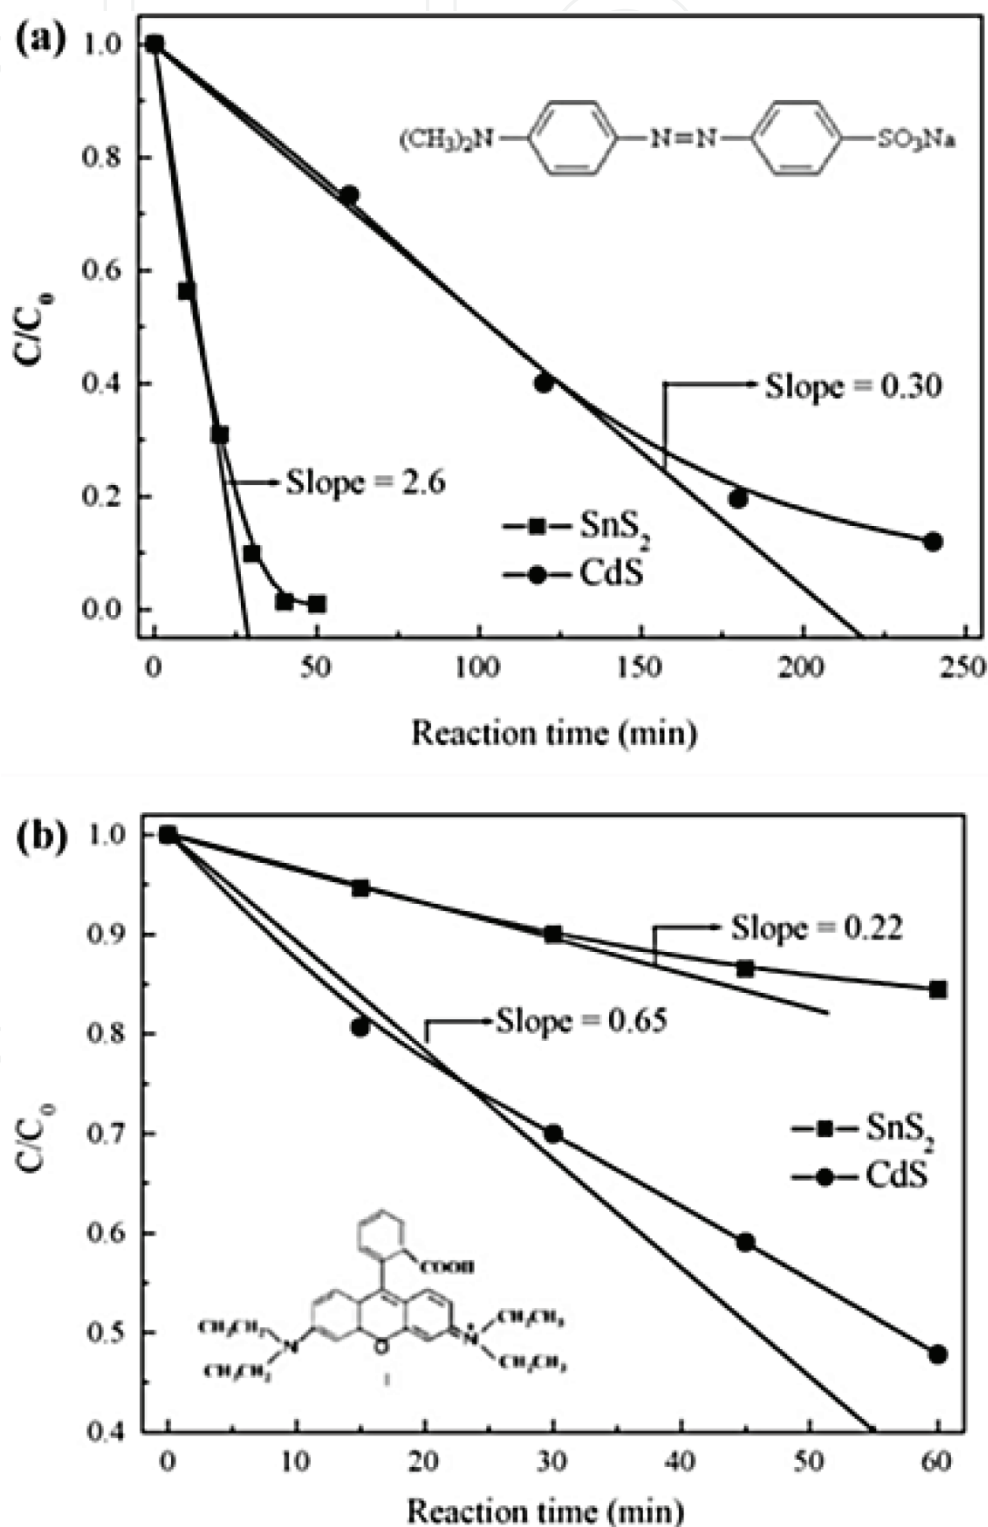 (a)
1.0
0.8
0.6
0.4
0.2
0.0
C/C₀
(CH₃)₂N N=N SO₃Na
Slope = 0.30
Slope = 2.6
SnS₂
CdS
0 50 100 150 200 250
Reaction time (min)
(b)
1.0
0.9
0.8
0.7
0.6
0.5
0.4
C/C₀
Slope = 0.22
Slope = 0.65
SnS₂
CdS
COOH
CH₃CH₂ CH₂CH₃
N O N⁺
CH₃CH₂ CH₂CH₃
0 10 20 30 40 50 60
Reaction time (min)